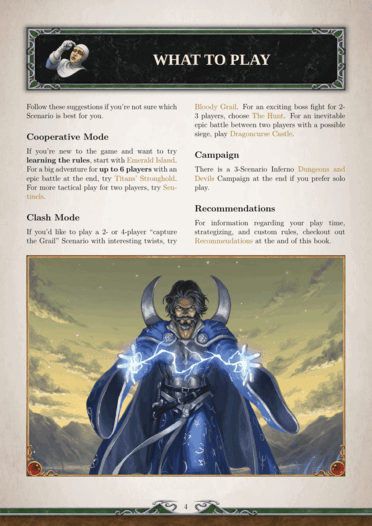 WHAT TO PLAY
Follow these suggestions if you're not sure which
Scenario is best for you.
Cooperative Mode
If you're new to the game and want to try
learning the rules, start with Emerald Island.
For a big adventure for up to 6 players with an
epic battle at the end, try Titans' Stronghold.
For more tactical play for two players, try Sen-
tinels.
Clash Mode
If you'd like to play a 2- or 4-player "capture
the Grail" Scenario with interesting twists, try
Bloody Grail. For an exciting boss fight for 2-
3 players, choose The Hunt. For an inevitable
epic battle between two players with a possible
siege, play Dragoncurse Castle.
Campaign
There is a 3-Scenario Inferno Dungeons and
Devils Campaign at the end if you prefer solo
play.
Recommendations
For information regarding your play time,
strategizing, and custom rules, checkout out
Recommendations at the and of this book.
4